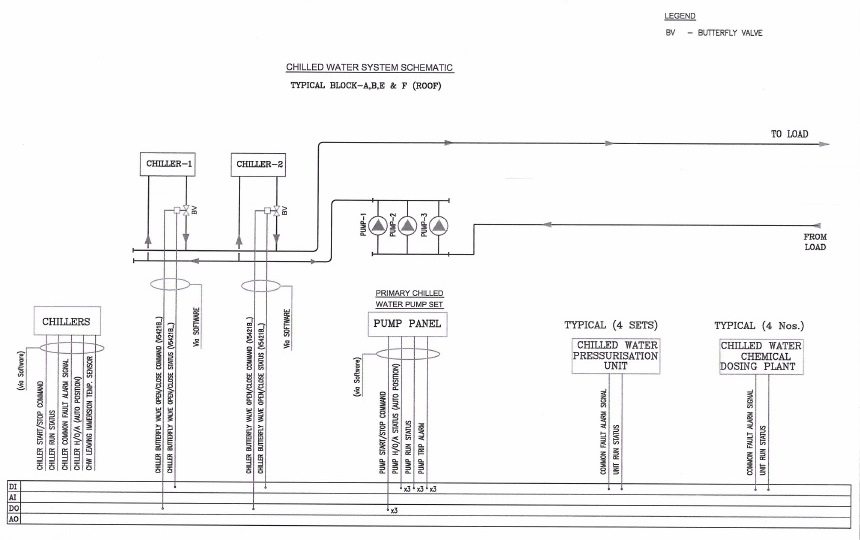 LEGEND
BV – BUTTERFLY VALVE
CHILLED WATER SYSTEM SCHEMATIC
TYPICAL BLOCK-A,B,E & F (ROOF)
TO LOAD
CHILLER-1
CHILLER-2
BV
BV
PUMP-1
PUMP-2
PUMP-3
FROM
LOAD
CHILLERS
(via Software)
CHILLER START/STOP COMMAND
CHILLER RUN STATUS
CHILLER COMMON FAULT ALARM SIGNAL
CHILLER H/O/A (AUTO POSITION)
CHW LEAVING IMMERSION TEMP. SENSOR
CHILLER BUTTERFLY VALVE OPEN/CLOSE COMMAND (V54218_)
CHILLER BUTTERFLY VALVE OPEN/CLOSE STATUS (V54218_)
Via SOFTWARE
CHILLER BUTTERFLY VALVE OPEN/CLOSE COMMAND (V54218_)
CHILLER BUTTERFLY VALVE OPEN/CLOSE STATUS (V54218_)
Via SOFTWARE
PRIMARY CHILLED
WATER PUMP SET
PUMP PANEL
(via Software)
PUMP START/STOP COMMAND
PUMP H/O/A STATUS (AUTO POSITION)
PUMP RUN STATUS
PUMP TRIP ALARM
x3
x3
x3
x3
TYPICAL (4 SETS)
CHILLED WATER
PRESSURISATION
UNIT
COMMON FAULT ALARM SIGNAL
UNIT RUN STATUS
TYPICAL (4 Nos.)
CHILLED WATER
CHEMICAL
DOSING PLANT
COMMON FAULT ALARM SIGNAL
UNIT RUN STATUS
DI
AI
DO
AO